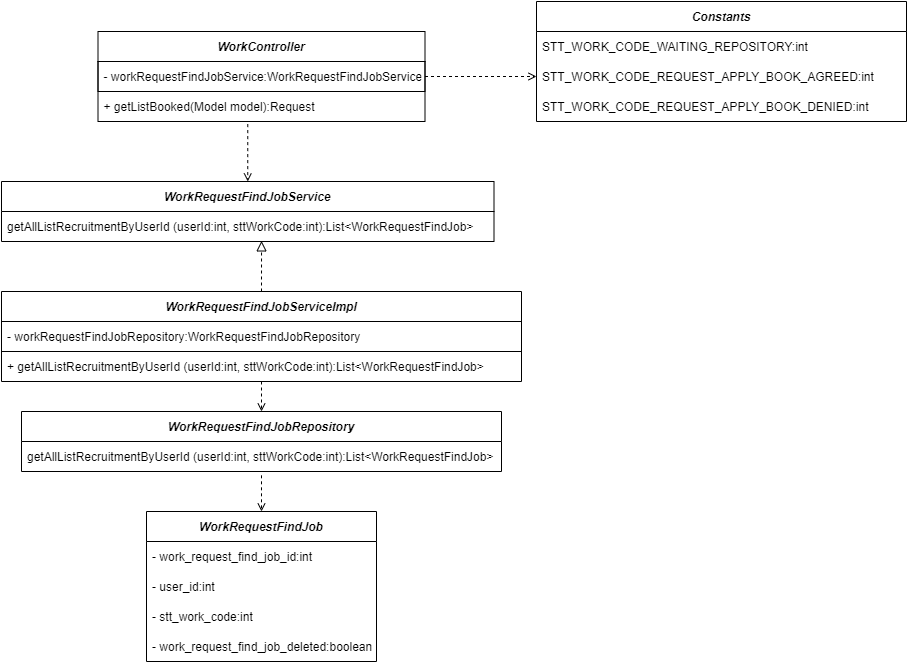 Constants
STT_WORK_CODE_WAITING_REPOSITORY:int
STT_WORK_CODE_REQUEST_APPLY_BOOK_AGREED:int
STT_WORK_CODE_REQUEST_APPLY_BOOK_DENIED:int
WorkController
- workRequestFindJobService:WorkRequestFindJobService
+ getListBooked(Model model):Request
WorkRequestFindJobService
getAllListRecruitmentByUserId (userId:int, sttWorkCode:int):List<WorkRequestFindJob>
WorkRequestFindJobServiceImpl
- workRequestFindJobRepository:WorkRequestFindJobRepository
+ getAllListRecruitmentByUserId (userId:int, sttWorkCode:int):List<WorkRequestFindJob>
WorkRequestFindJobRepository
getAllListRecruitmentByUserId (userId:int, sttWorkCode:int):List<WorkRequestFindJob>
WorkRequestFindJob
- work_request_find_job_id:int
- user_id:int
- stt_work_code:int
- work_request_find_job_deleted:boolean